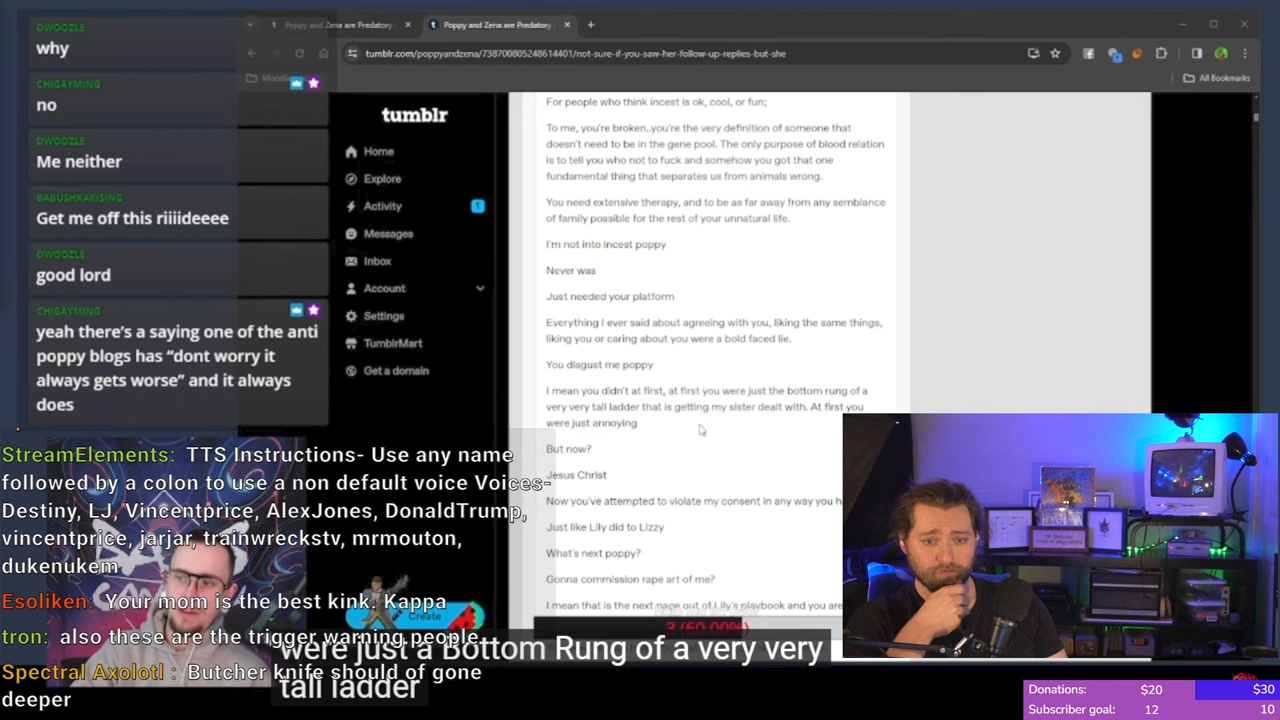 DWOOZLE
why
CHIGAYMING
no
DWOOZLE
Me neither
BABUSHKARISING
Get me off this riiiideeee
DWOOZLE
good lord
CHIGAYMING
yeah there's a saying one of the anti
poppy blogs has "dont worry it
always gets worse" and it always
does
StreamElements: TTS Instructions- Use any name
followed by a colon to use a non default voice Voices-
Destiny, LJ, Vincentprice, AlexJones, DonaldTrump,
vincentprice, jarjar, trainwreckstv, mrmouton,
dukenukem
Esoliken: Your mom is the best kink. Kappa
tron: also these are the trigger warning people
Spectral Axolotl : Butcher knife should of gone
deeper
Poppy and Zena are Predatory
Poppy and Zena are Predatory
tumblr.com/poppyandzena/738700805248614401/not-sure-if-you-saw-her-follow-up-replies-but-she
All Bookmarks
tumblr
Home
Explore
Activity
1
Messages
Inbox
Account
Settings
TumblrMart
Get a domain
Create
For people who think incest is ok, cool, or fun;
To me, you're broken..you're the very definition of someone that
doesn't need to be in the gene pool. The only purpose of blood relation
is to tell you who not to fuck and somehow you got that one
fundamental thing that separates us from animals wrong.
You need extensive therapy, and to be as far away from any semblance
of family possible for the rest of your unnatural life.
I'm not into incest poppy
Never was
Just needed your platform
Everything I ever said about agreeing with you, liking the same things,
liking you or caring about you were a bold faced lie.
You disgust me poppy
I mean you didn't at first, at first you were just the bottom rung of a
very very tall ladder that is getting my sister dealt with. At first you
were just annoying
But now?
Jesus Christ
Now you've attempted to violate my consent in any way you h
Just like Lily did to Lizzy
What's next poppy?
Gonna commission rape art of me?
I mean that is the next page out of Lily's playbook and you are
3 (60.00%)
were just a Bottom Rung of a very very
tall ladder
Donations: $20 $30
Subscriber goal: 12 10